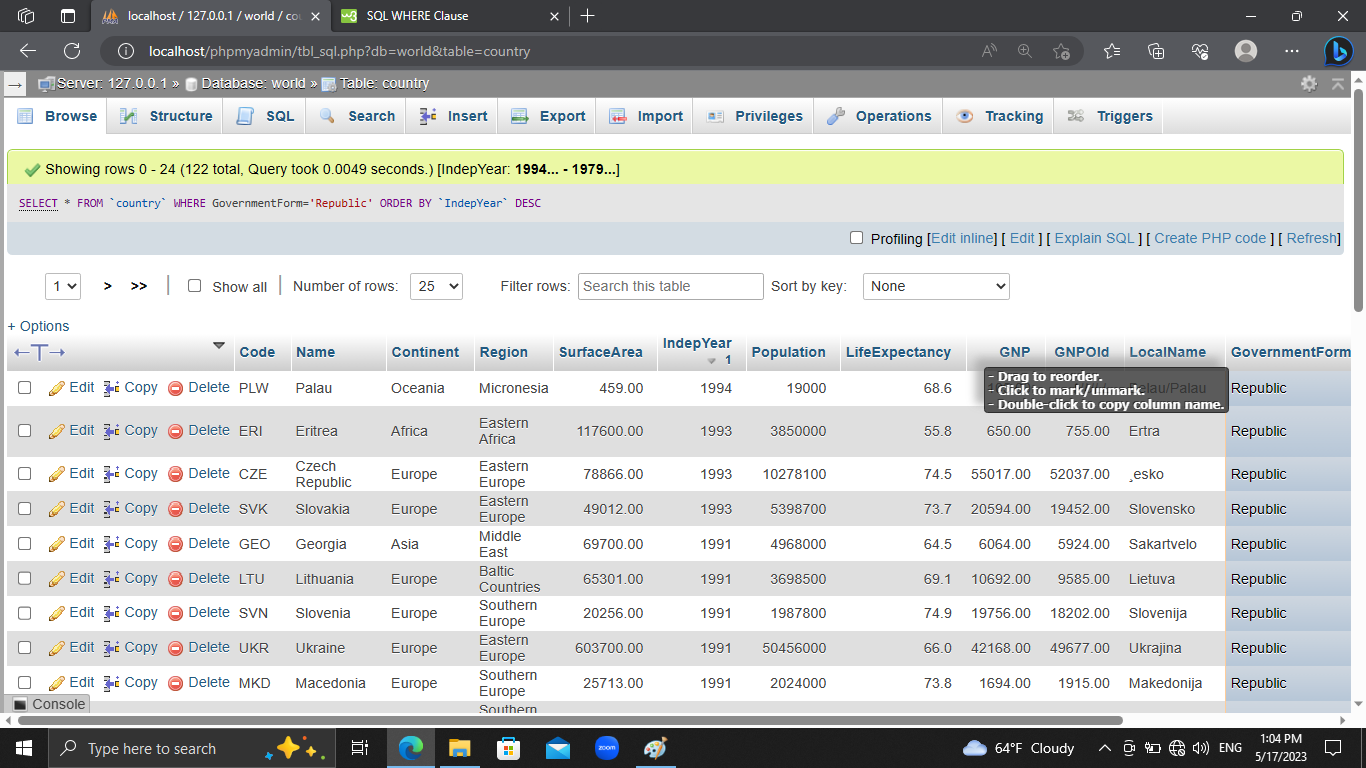 localhost / 127.0.0.1 / world / cou
SQL WHERE Clause
localhost/phpmyadmin/tbl_sql.php?db=world&table=country
Server: 127.0.0.1 » Database: world » Table: country
Browse Structure SQL Search Insert Export Import Privileges Operations Tracking Triggers
Showing rows 0 - 24 (122 total, Query took 0.0049 seconds.) [IndepYear: 1994... - 1979...]
SELECT * FROM `country` WHERE GovernmentForm='Republic' ORDER BY `IndepYear` DESC
Profiling [Edit inline] [ Edit ] [ Explain SQL ] [ Create PHP code ] [ Refresh]
1 > >> Show all Number of rows: 25 Filter rows: Search this table Sort by key: None
+ Options
←T→ Code Name Continent Region SurfaceArea IndepYear 1 Population LifeExpectancy GNP GNPOld LocalName GovernmentForm
- Drag to reorder.
- Click to mark/unmark.
- Double-click to copy column name.
Edit Copy Delete PLW Palau Oceania Micronesia 459.00 1994 19000 68.6 Belau/Palau Republic
Edit Copy Delete ERI Eritrea Africa Eastern Africa 117600.00 1993 3850000 55.8 650.00 755.00 Ertra Republic
Edit Copy Delete CZE Czech Republic Europe Eastern Europe 78866.00 1993 10278100 74.5 55017.00 52037.00 ¸esko Republic
Edit Copy Delete SVK Slovakia Europe Eastern Europe 49012.00 1993 5398700 73.7 20594.00 19452.00 Slovensko Republic
Edit Copy Delete GEO Georgia Asia Middle East 69700.00 1991 4968000 64.5 6064.00 5924.00 Sakartvelo Republic
Edit Copy Delete LTU Lithuania Europe Baltic Countries 65301.00 1991 3698500 69.1 10692.00 9585.00 Lietuva Republic
Edit Copy Delete SVN Slovenia Europe Southern Europe 20256.00 1991 1987800 74.9 19756.00 18202.00 Slovenija Republic
Edit Copy Delete UKR Ukraine Europe Eastern Europe 603700.00 1991 50456000 66.0 42168.00 49677.00 Ukrajina Republic
Edit Copy Delete MKD Macedonia Europe Southern Europe 25713.00 1991 2024000 73.8 1694.00 1915.00 Makedonija Republic
Southern
Console
Type here to search
zoom
64°F Cloudy
ENG
1:04 PM
5/17/2023